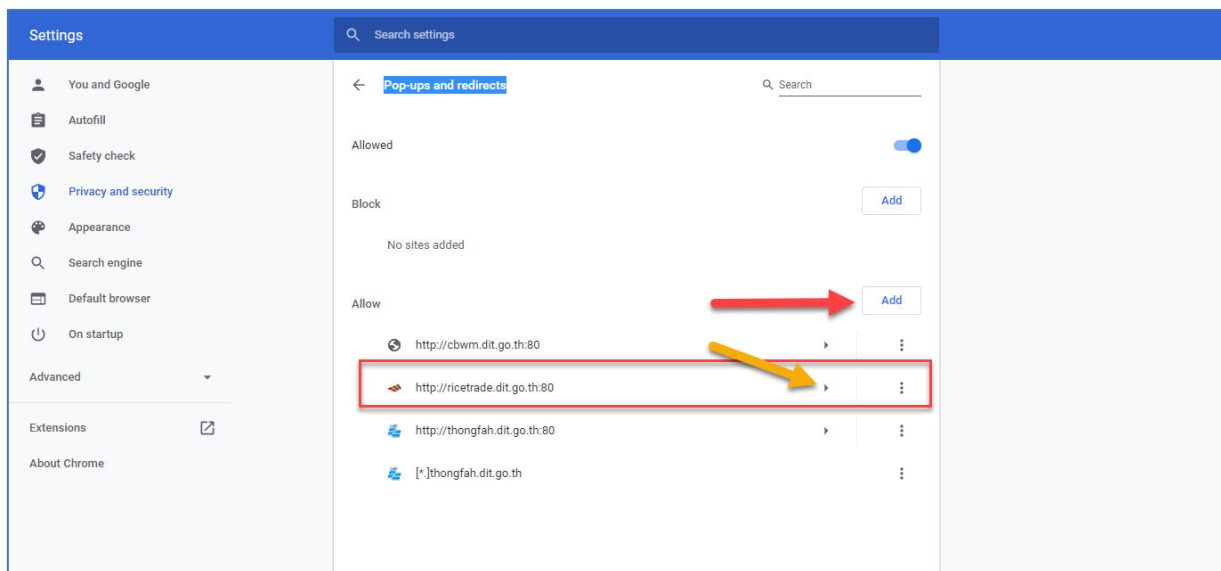 Settings
Search settings
You and Google
Autofill
Safety check
Privacy and security
Appearance
Search engine
Default browser
On startup
Advanced
Extensions
About Chrome
Pop-ups and redirects
Search
Allowed
Block
Add
No sites added
Allow
Add
http://cbwm.dit.go.th:80
http://ricetrade.dit.go.th:80
http://thongfah.dit.go.th:80
[*.]thongfah.dit.go.th